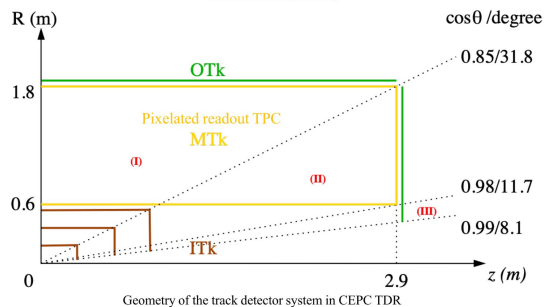 R (m)
cosθ /degree
OTk
0.85/31.8
1.8
Pixelated readout TPC
MTk
(I)
(II)
0.98/11.7
0.6
(III)
0.99/8.1
ITk
0
2.9
z (m)
Geometry of the track detector system in CEPC TDR